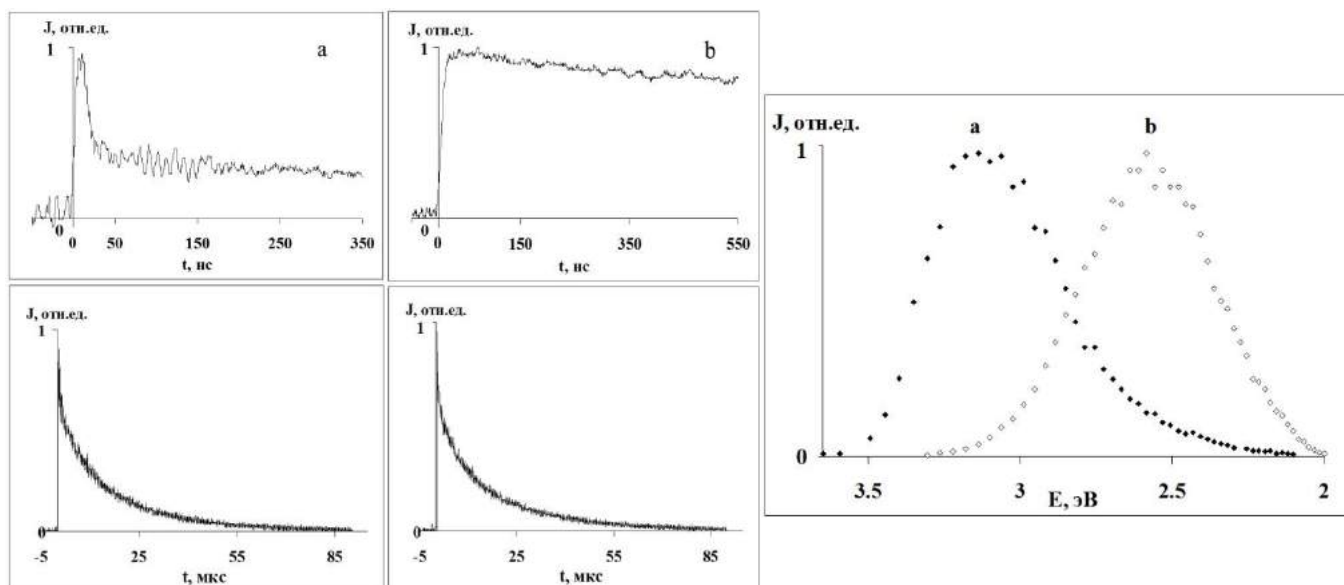 J, отн.ед.
a
1
0
0 50 150 250 350
t, нс
J, отн.ед.
b
1
0
0 150 350 550
t, нс
J, отн.ед.
1
0
-5 25 55 85
t, мкс
J, отн.ед.
1
0
-5 25 55 85
t, мкс
J, отн.ед.
a b
1
0
3.5 3 2.5 2
E, эВ